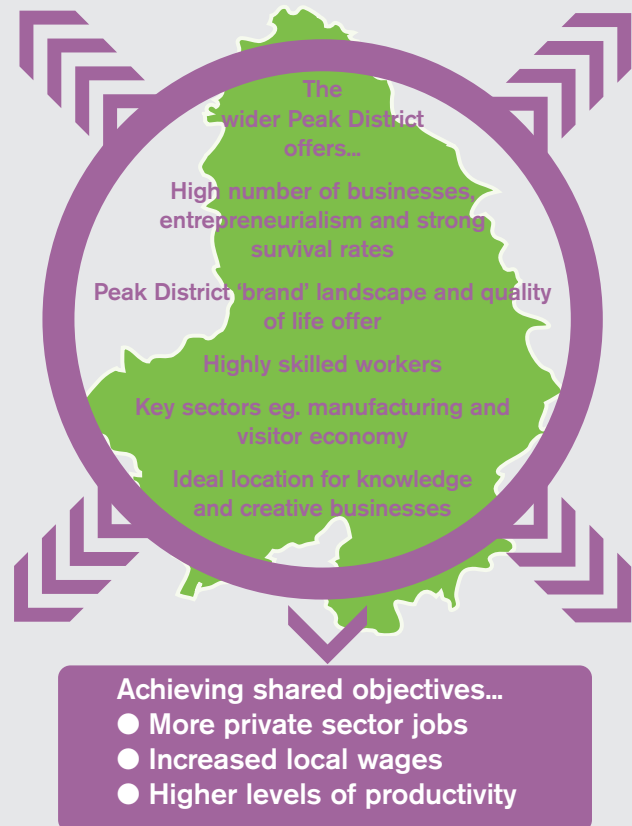 The
wider Peak District
offers...
High number of businesses,
entrepreneurialism and strong
survival rates
Peak District ‘brand’ landscape and quality
of life offer
Highly skilled workers
Key sectors eg. manufacturing and
visitor economy
Ideal location for knowledge
and creative businesses
Achieving shared objectives...
● More private sector jobs
● Increased local wages
● Higher levels of productivity